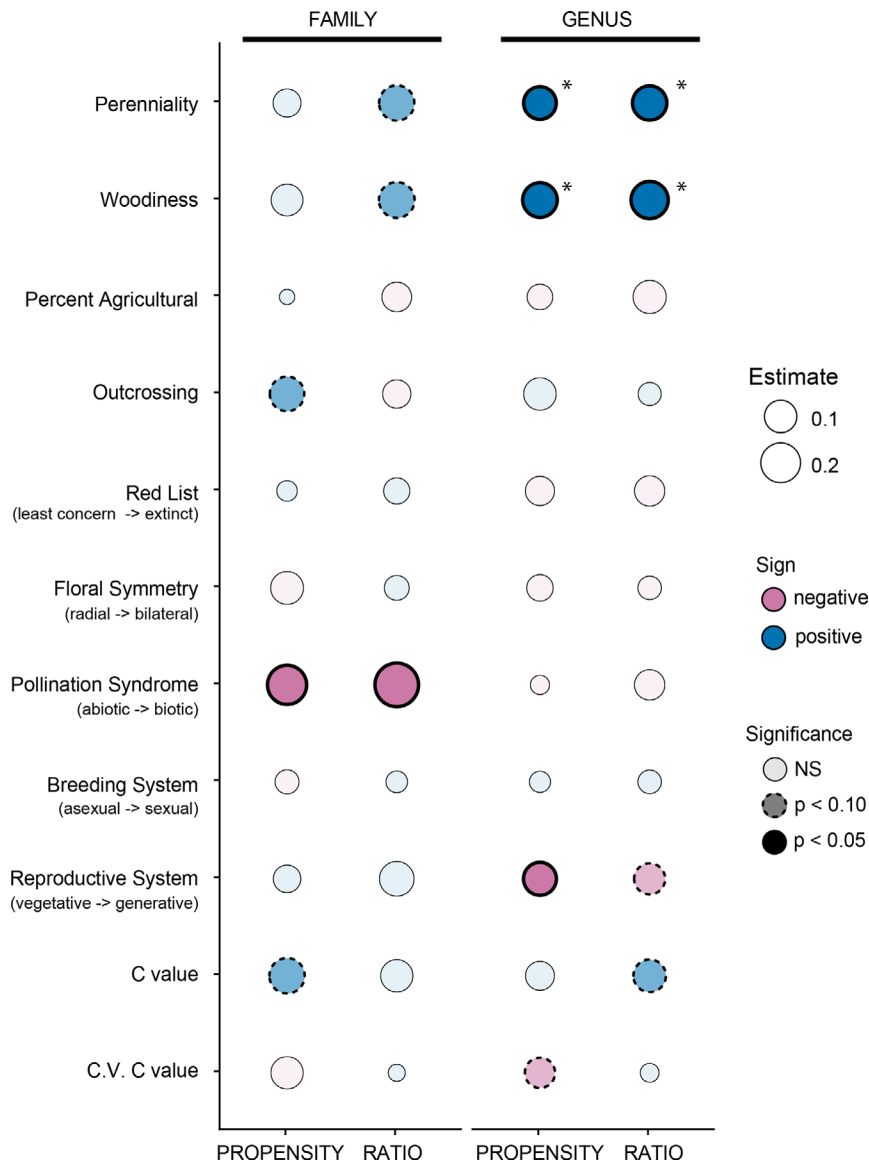 FAMILY GENUS
Perenniality * *
Woodiness * *
Percent Agricultural
Outcrossing
Red List
(least concern -> extinct)
Floral Symmetry
(radial -> bilateral)
Pollination Syndrome
(abiotic -> biotic)
Breeding System
(asexual -> sexual)
Reproductive System
(vegetative -> generative)
C value
C.V. C value
PROPENSITY RATIO PROPENSITY RATIO
Estimate
0.1
0.2
Sign
negative
positive
Significance
NS
p < 0.10
p < 0.05